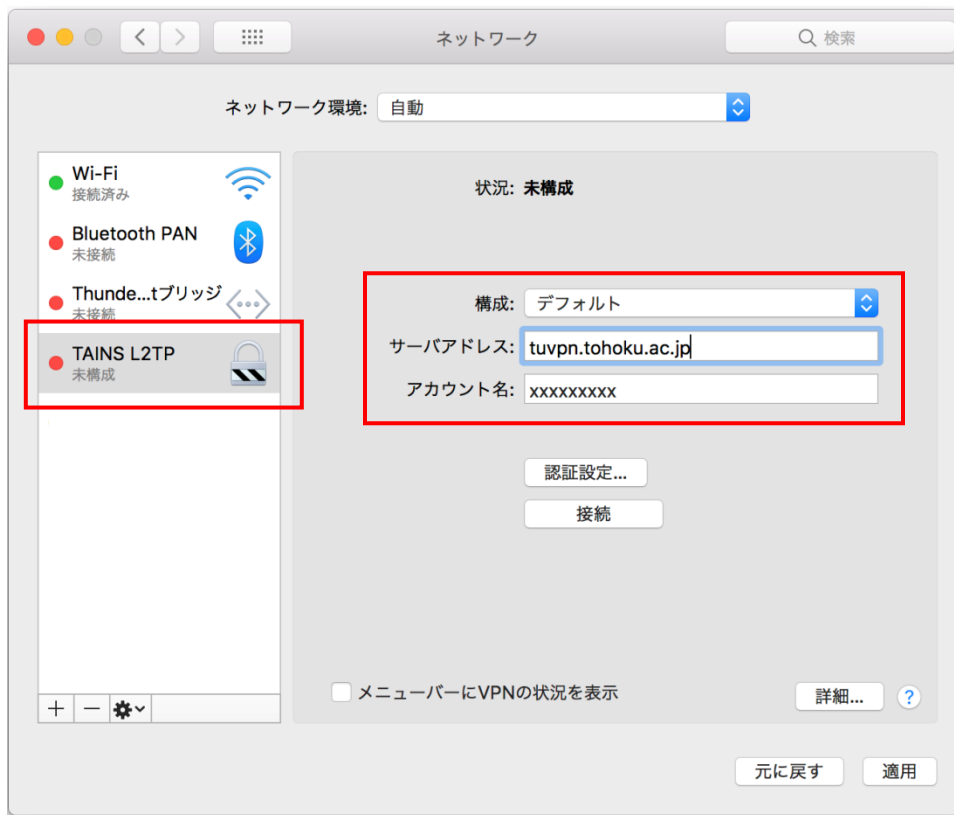 ネットワーク
検索
ネットワーク環境: 自動
Wi-Fi
接続済み
Bluetooth PAN
未接続
Thunde...tブリッジ
未接続
TAINS L2TP
未構成
状況: 未構成
構成: デフォルト
サーバアドレス: tuvpn.tohoku.ac.jp
アカウント名: xxxxxxxxx
認証設定...
接続
メニューバーにVPNの状況を表示
詳細...
?
元に戻す
適用